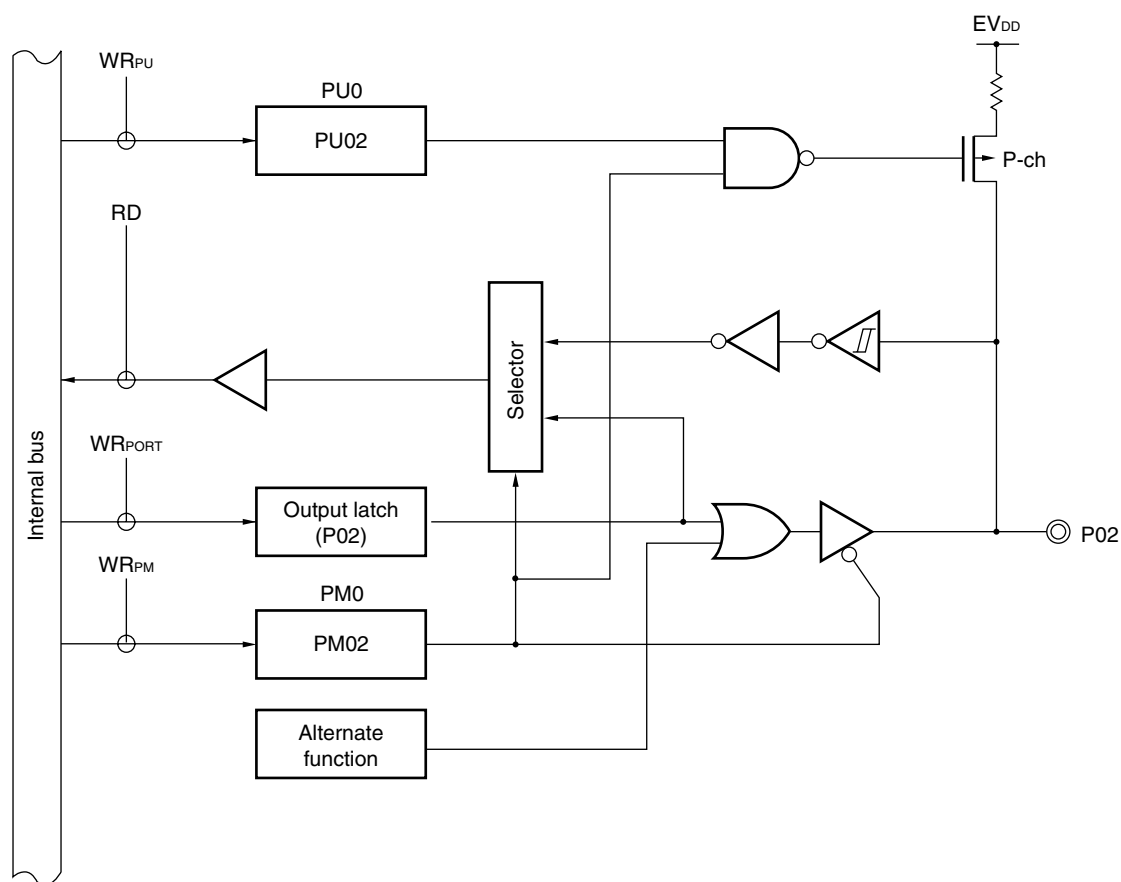 EVDD
WRPU
PU0
PU02
P-ch
RD
Selector
WRPORT
Internal bus
Output latch
(P02)
P02
WRPM
PM0
PM02
Alternate
function